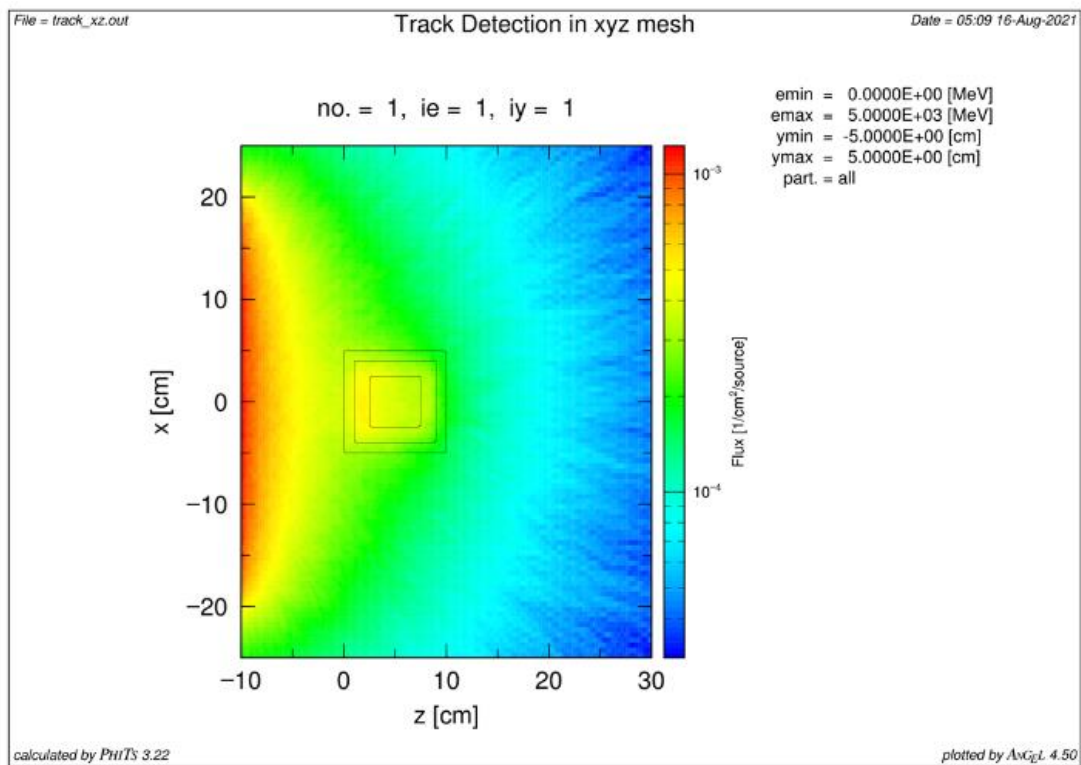 File = track_xz.out
Date = 05:09 16-Aug-2021
Track Detection in xyz mesh
no. = 1, ie = 1, iy = 1
emin = 0.0000E+00 [MeV]
emax = 5.0000E+03 [MeV]
ymin = -5.0000E+00 [cm]
ymax = 5.0000E+00 [cm]
part. = all
20
10
0
−10
−20
x [cm]
−10 0 10 20 30
z [cm]
10⁻³
10⁻⁴
Flux [1/cm²/source]
calculated by PHITS 3.22
plotted by ANGEL 4.50